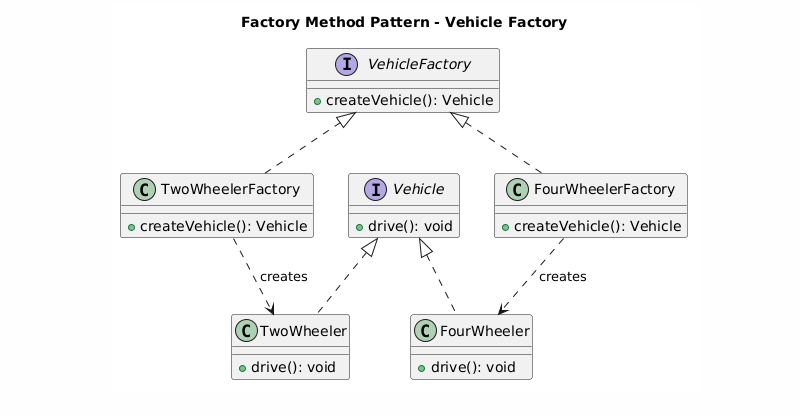 Factory Method Pattern - Vehicle Factory
I VehicleFactory
createVehicle(): Vehicle
C TwoWheelerFactory
createVehicle(): Vehicle
I Vehicle
drive(): void
C FourWheelerFactory
createVehicle(): Vehicle
creates
creates
C TwoWheeler
drive(): void
C FourWheeler
drive(): void